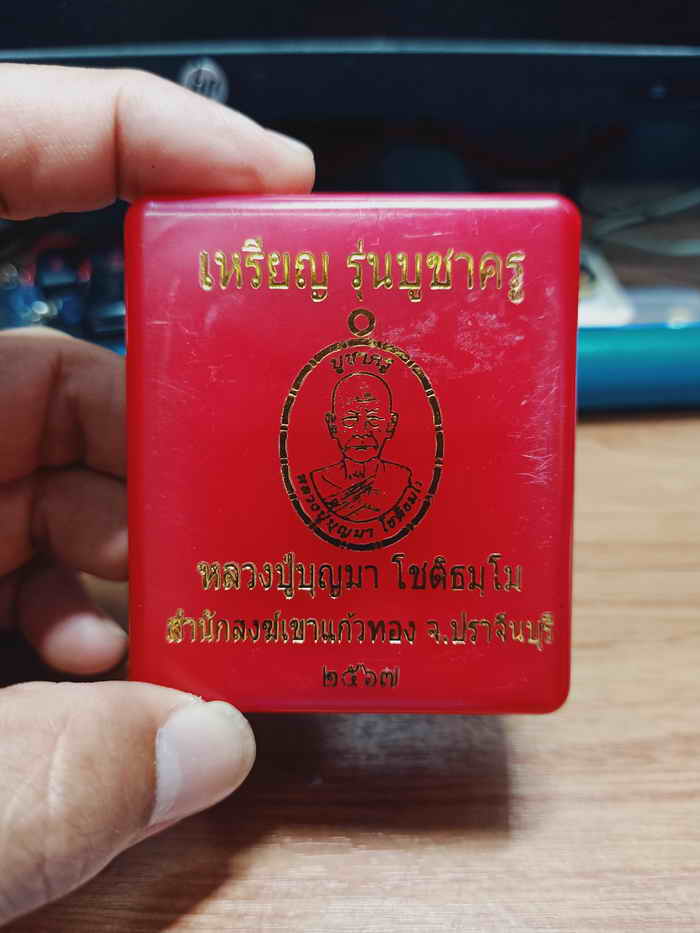 เหรียญ รุ่นบูชาครู
บูชาครู
หลวงปู่บุญมา โชติธมฺโม
หลวงปู่บุญมา โชติธมฺโม
สำนักสงฆ์เขาแก้วทอง จ.ปราจีนบุรี
๒๕๖๗